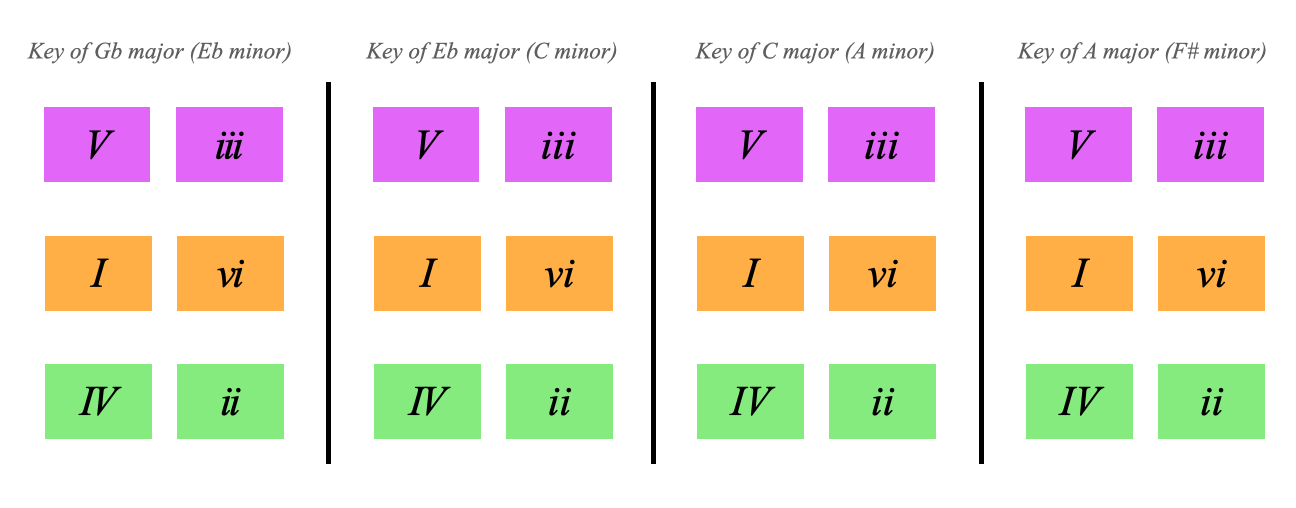 Key of Gb major (Eb minor) Key of Eb major (C minor) Key of C major (A minor) Key of A major (F# minor)
V iii V iii V iii V iii
I vi I vi I vi I vi
IV ii IV ii IV ii IV ii